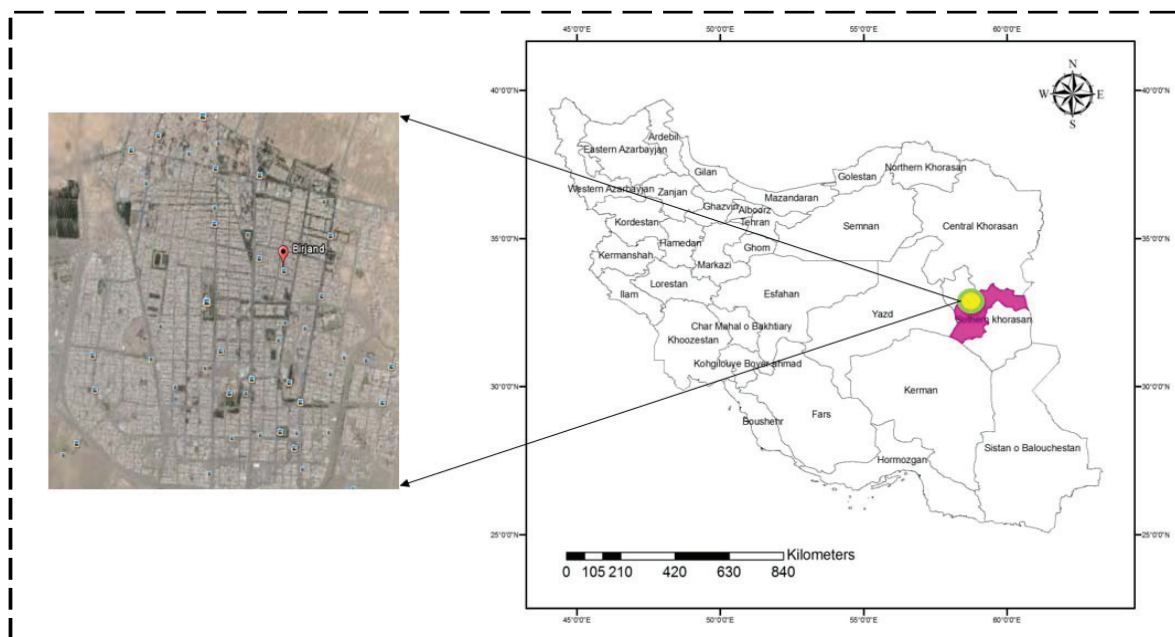 45°0'0"E 50°0'0"E 55°0'0"E 60°0'0"E
N
W E
S
40°0'0"N 40°0'0"N
Ardebil
Eastern Azarbayjan
Northern Khorasan
Gilan
Golestan
Western Azarbayjan
Zanjan
Mazandaran
Ghazvin
Alboorz
Kordestan
Tehran
Semnan
Central Khorasan
35°0'0"N 35°0'0"N
Hamedan
Ghom
Birjand
Kermanshah
Markazi
Lorestan
Ilam
Esfahan
Yazd
khorasan
Char Mahal o Bakhtiary
Khoozestan
Kohgilouye Boyer ahmad
30°0'0"N 30°0'0"N
Kerman
Boushehr
Fars
Sistan o Balouchestan
Hormozgan
25°0'0"N 25°0'0"N
Kilometers
0 105 210 420 630 840
45°0'0"E 50°0'0"E 55°0'0"E 60°0'0"E